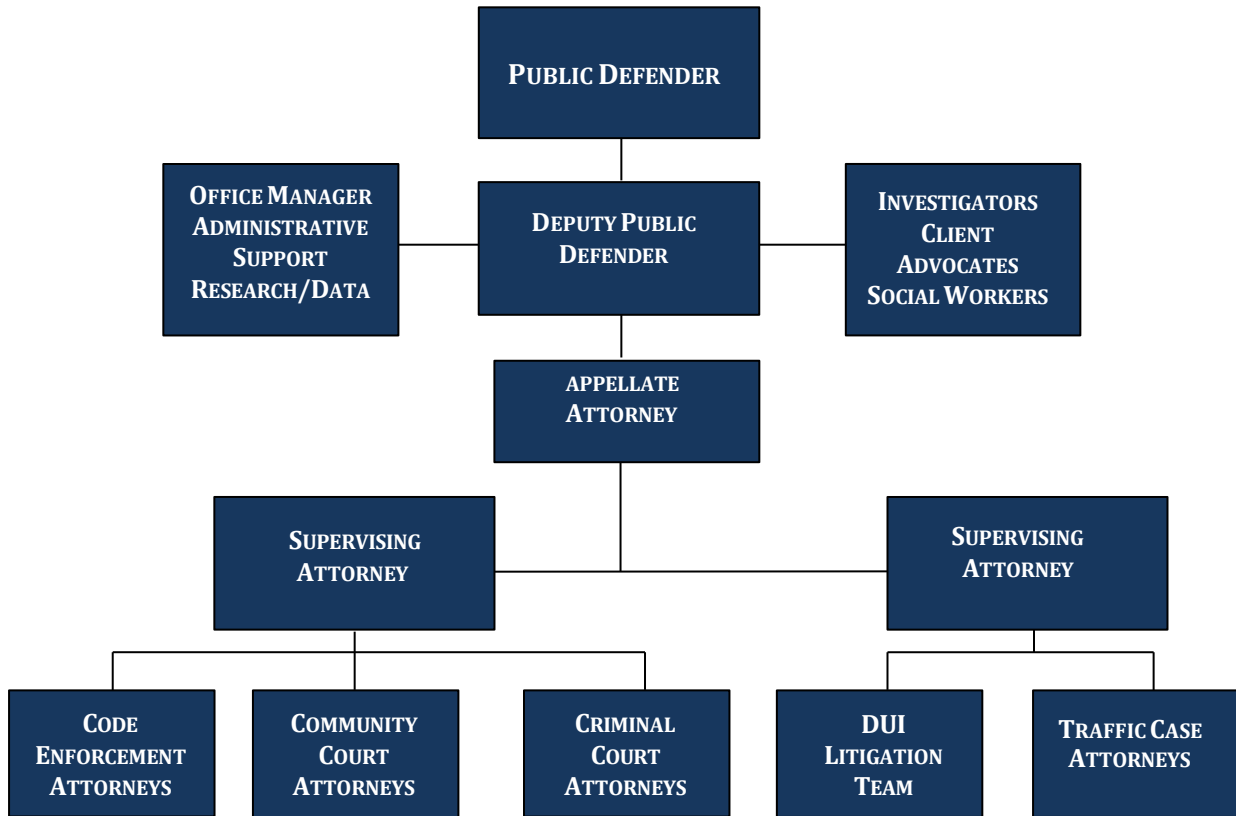 PUBLIC DEFENDER
OFFICE MANAGER
ADMINISTRATIVE
SUPPORT
RESEARCH/DATA
DEPUTY PUBLIC
DEFENDER
INVESTIGATORS
CLIENT
ADVOCATES
SOCIAL WORKERS
APPELLATE
ATTORNEY
SUPERVISING
ATTORNEY
SUPERVISING
ATTORNEY
CODE
ENFORCEMENT
ATTORNEYS
COMMUNITY
COURT
ATTORNEYS
CRIMINAL
COURT
ATTORNEYS
DUI
LITIGATION
TEAM
TRAFFIC CASE
ATTORNEYS